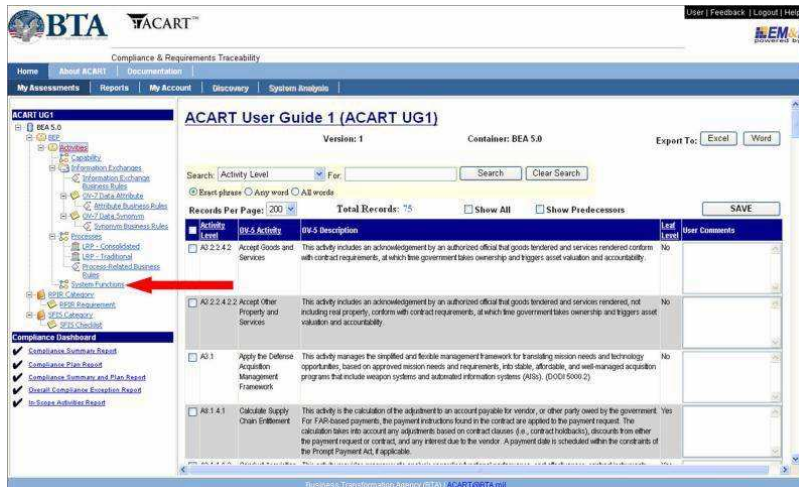 User | Feedback | Logout | Help
BTA TACART™
powered by
Compliance & Requirements Traceability
Home About ACART Documentation
My Assessments Reports My Account Discovery System Analysis
ACART UG1
BEA 5.0
BEP
Activities
Capability
Information Exchanges
Information Exchange
Business Rules
OV-7 Data Attribute
Attribute Business Rules
OV-7 Data Synonym
Synonym Business Rules
Processes
LRP - Consolidated
LRP - Traditional
Process-Related Business
Rules
System Functions
RFIR Category
RFIR Requirement
SFIS Category
SFIS Checklist
Compliance Dashboard
Compliance Summary Report
Compliance Plan Report
Compliance Summary and Plan Report
Overall Compliance Exception Report
In-Scope Activities Report
ACART User Guide 1 (ACART UG1)
Version: 1 Container: BEA 5.0 Export To: Excel Word
Search: Activity Level For: Search Clear Search
Exact phrase Any word All words
Records Per Page: 200 Total Records: 75 Show All Show Predecessors SAVE
Activity Level OV-5 Activity OV-5 Description Leaf Level User Comments
A3.2.2.4.2 Accept Goods and Services This activity includes an acknowledgement by an authorized official that goods tendered and services rendered conform No
with contract requirements, at which time government takes ownership and triggers asset valuation and accountability.
A3.2.2.4.2.2 Accept Other Property and Services This activity includes an acknowledgement by an authorized official that goods tendered and services rendered, not No
including real property, conform with contract requirements, at which time government takes ownership and triggers asset
valuation and accountability.
A3.1 Apply the Defense Acquisition Management Framework This activity manages the simplified and flexible management framework for translating mission needs and technology No
opportunities, based on approved mission needs and requirements, into stable, affordable, and well-managed acquisition
programs that include weapon systems and automated information systems (AISs). (DODI 5000.2)
A8.1.4.1 Calculate Supply Chain Entitlement This activity is the calculation of the adjustment to an account payable for vendor, or other party owed by the government. Yes
For FAR-based payments, the payment instructions found in the contract are applied to the payment request. The
calculation takes into account any adjustments based on contract clauses (i.e., contract holdbacks), discounts from either
the payment request or contract, and any interest due to the vendor. A payment date is scheduled within the constraints of
the Prompt Payment Act, if applicable.
Business Transformation Agency (BTA) | ACART@BTA.mil